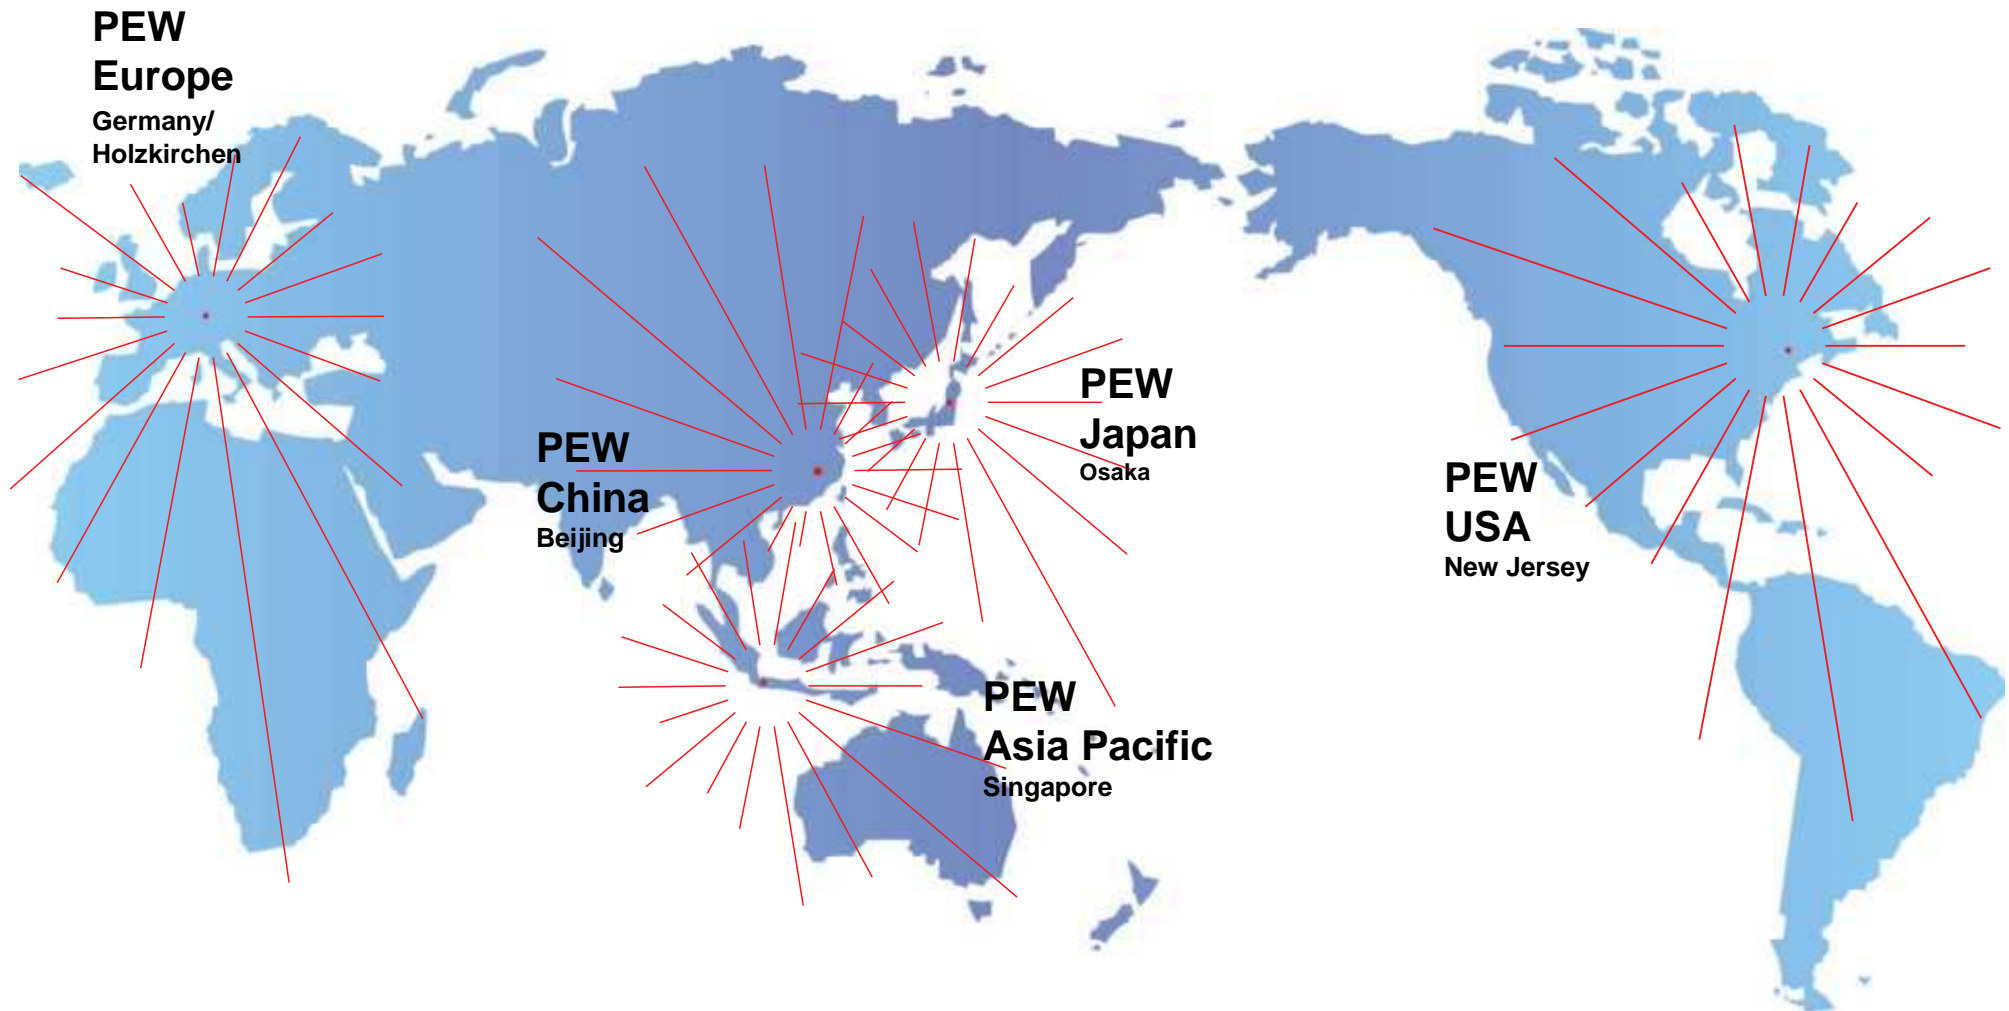 PEW
Europe
Germany/
Holzkirchen
PEW
China
Beijing
PEW
Japan
Osaka
PEW
Asia Pacific
Singapore
PEW
USA
New Jersey